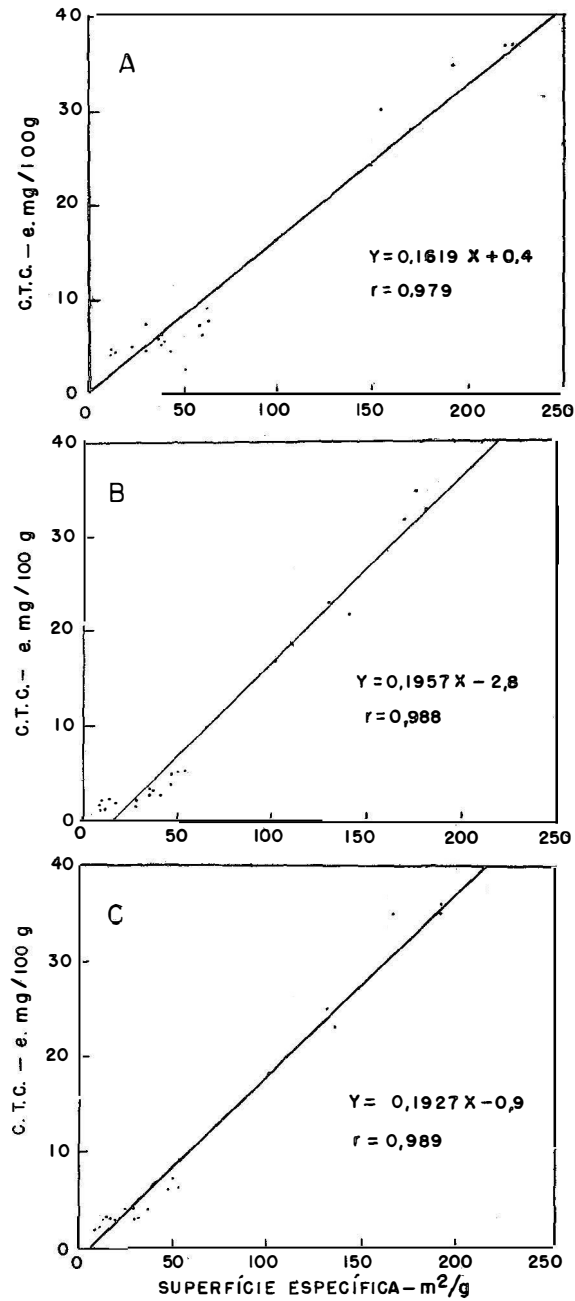 40
A
30
20
10
0
C.T.C. – e.mg/100g
Y = 0,1619 X + 0,4
r = 0,979
0 50 100 150 200 250
40
B
30
20
10
0
C.T.C. – e.mg/100 g
Y = 0,1957 X – 2,8
r = 0,988
0 50 100 150 200 250
40
C
30
20
10
0
C.T.C. – e.mg/100 g
Y = 0,1927 X – 0,9
r = 0,989
0 50 100 150 200 250
SUPERFÍCIE ESPECÍFICA – m²/g